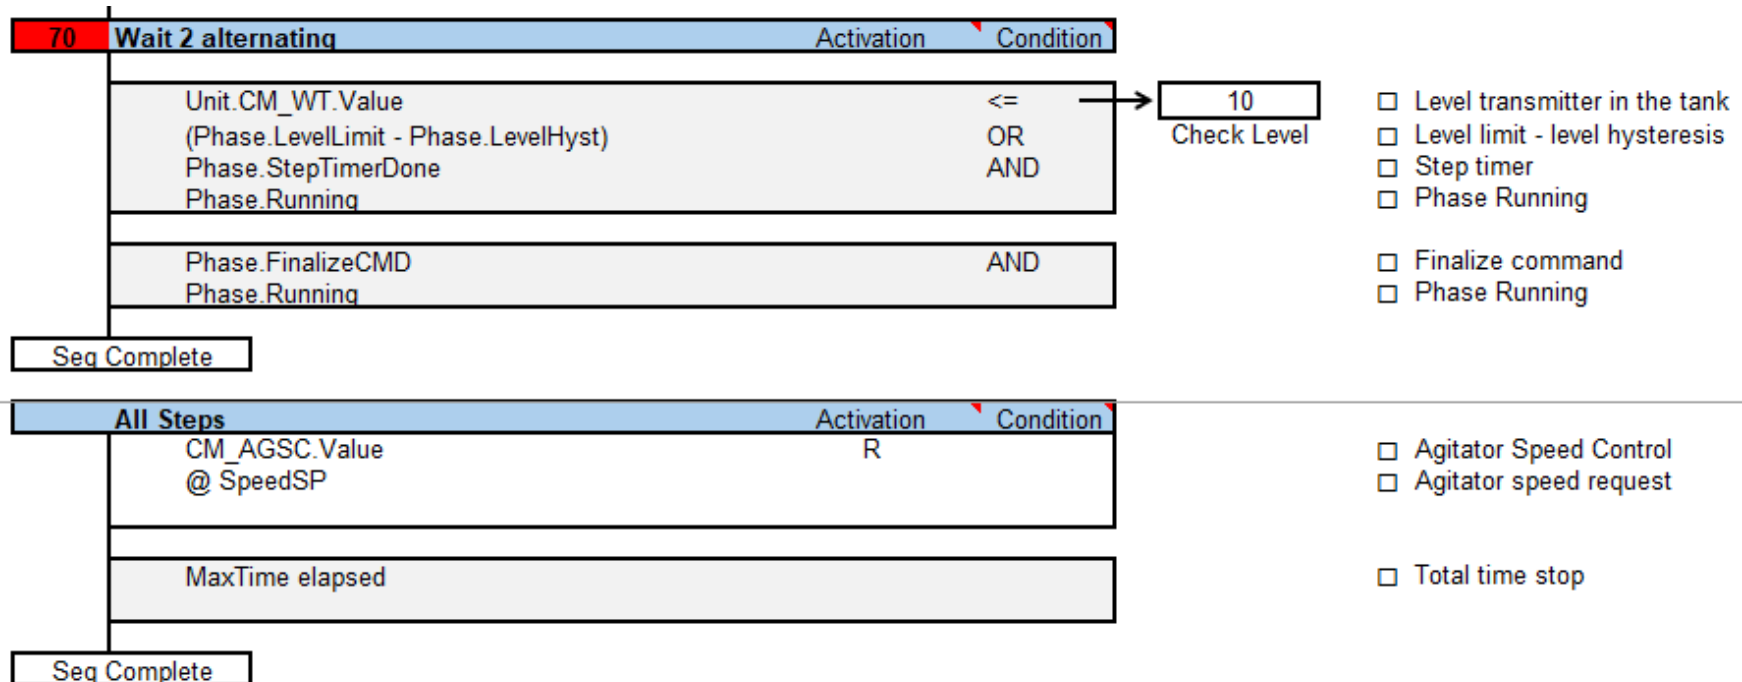 70 Wait 2 alternating Activation Condition
Unit.CM_WT.Value <= 10 □ Level transmitter in the tank
(Phase.LevelLimit - Phase.LevelHyst) OR Check Level □ Level limit - level hysteresis
Phase.StepTimerDone AND □ Step timer
Phase.Running □ Phase Running
Phase.FinalizeCMD AND □ Finalize command
Phase.Running □ Phase Running
Seq Complete
All Steps Activation Condition
CM_AGSC.Value R □ Agitator Speed Control
@ SpeedSP □ Agitator speed request
MaxTime elapsed □ Total time stop
Seq Complete